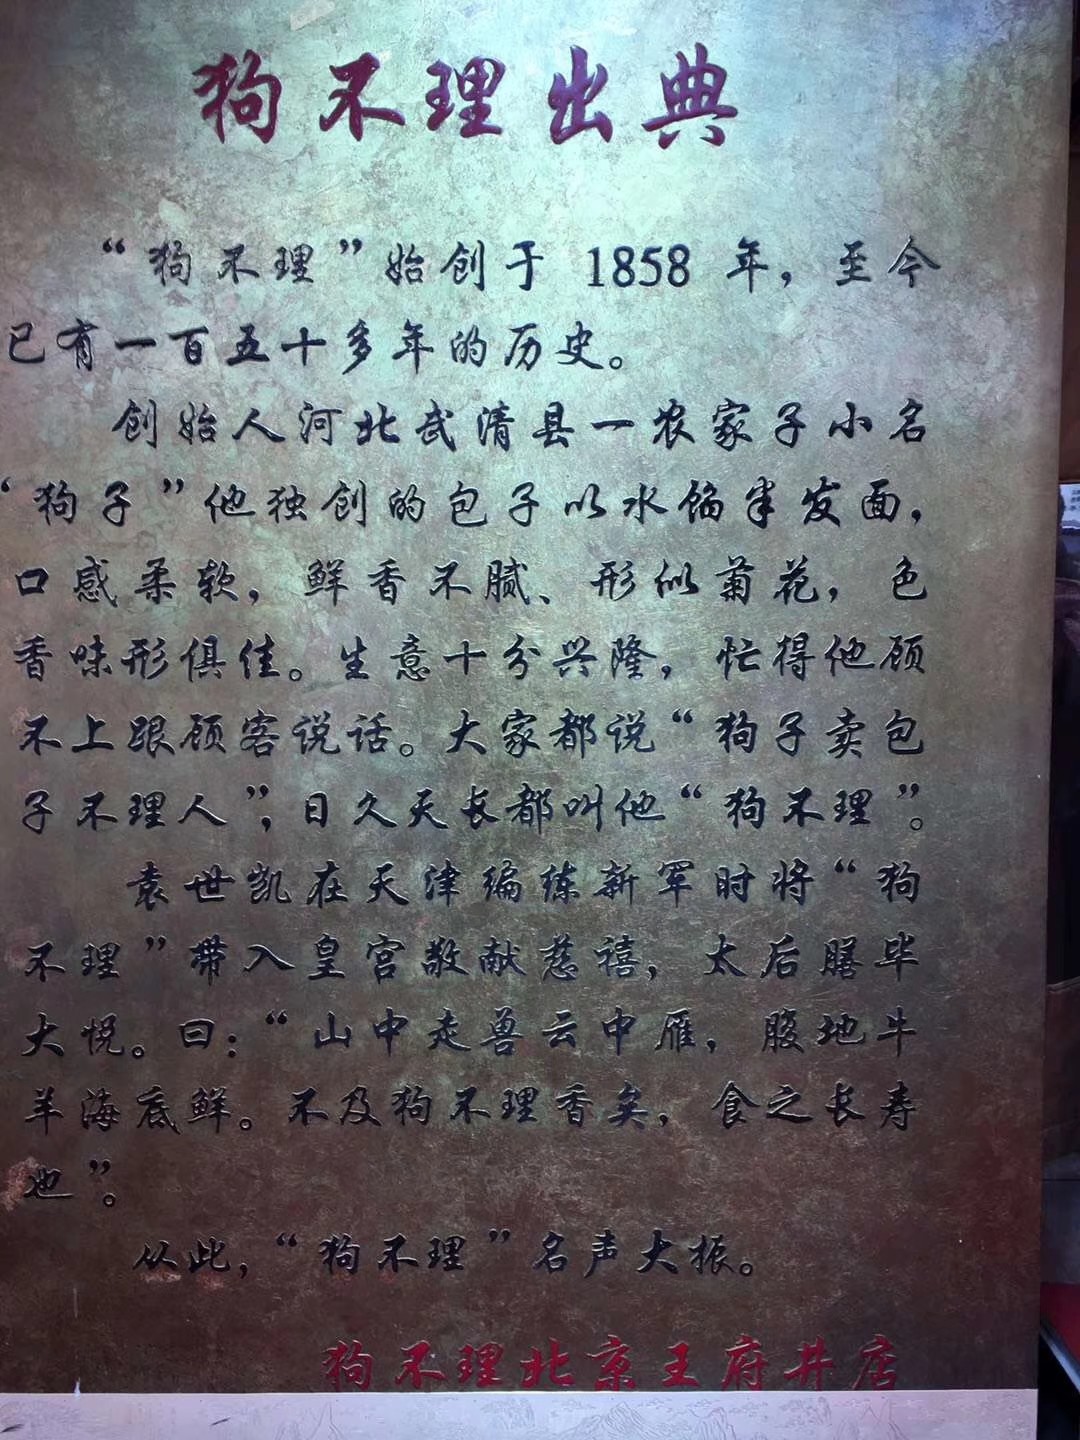 狗不理出典
“狗不理”始创于 1858 年，至今
已有一百五十多年的历史。
创始人河北武清县一农家子小名
‘狗子”他独创的包子以水馅半发面，
口感柔软，鲜香不腻、形似菊花，色
香味形俱佳。生意十分兴隆，忙得他顾
不上跟顾客说话。大家都说“狗子卖包
子不理人”，日久天长都叫他“狗不理”。
袁世凯在天津编练新军时将“狗
不理”带入皇宫敬献慈禧，太后膳毕
大悦。曰：“山中走兽云中雁，腹地牛
羊海底鲜。不及狗不理香矣，食之长寿
也”。
从此，“狗不理”名声大振。
狗不理北京王府井店